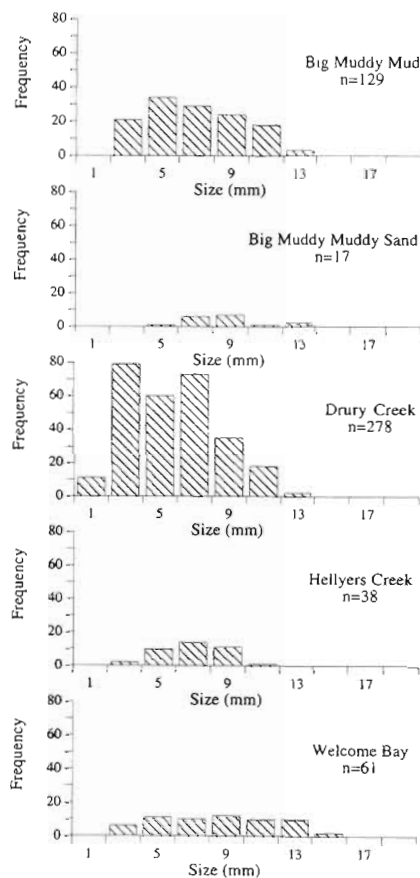 80
60
40
20
0
Frequency
Big Muddy Mud
n=129
1 5 9 13 17
Size (mm)
80
60
40
20
0
Frequency
Big Muddy Muddy Sand
n=17
1 5 9 13 17
Size (mm)
80
60
40
20
0
Frequency
Drury Creek
n=278
1 5 9 13 17
Size (mm)
80
60
40
20
0
Frequency
Hellyers Creek
n=38
1 5 9 13 17
Size (mm)
80
60
40
20
0
Frequency
Welcome Bay
n=61
1 5 9 13 17
Size (mm)